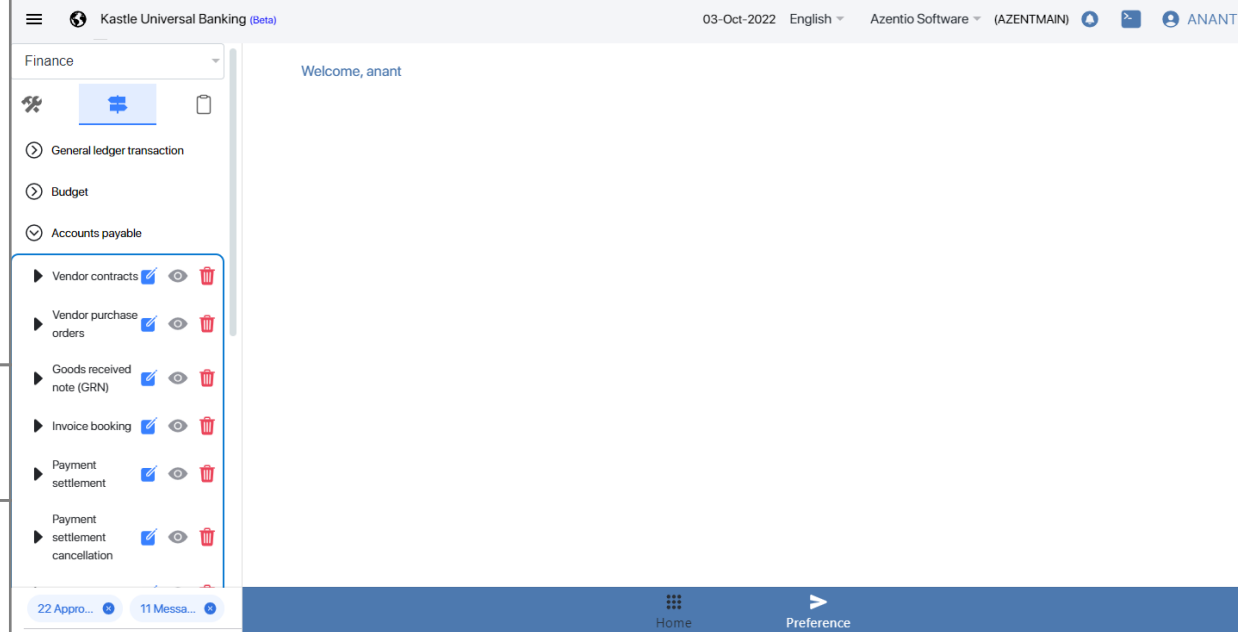 Kastle Universal Banking (Beta)
03-Oct-2022 English Azentio Software (AZENTMAIN) ANANT
Finance
Welcome, anant
General ledger transaction
Budget
Accounts payable
Vendor contracts
Vendor purchase
orders
Goods received
note (GRN)
Invoice booking
Payment
settlement
Payment
settlement
cancellation
22 Appro...
11 Messa...
Home
Preference